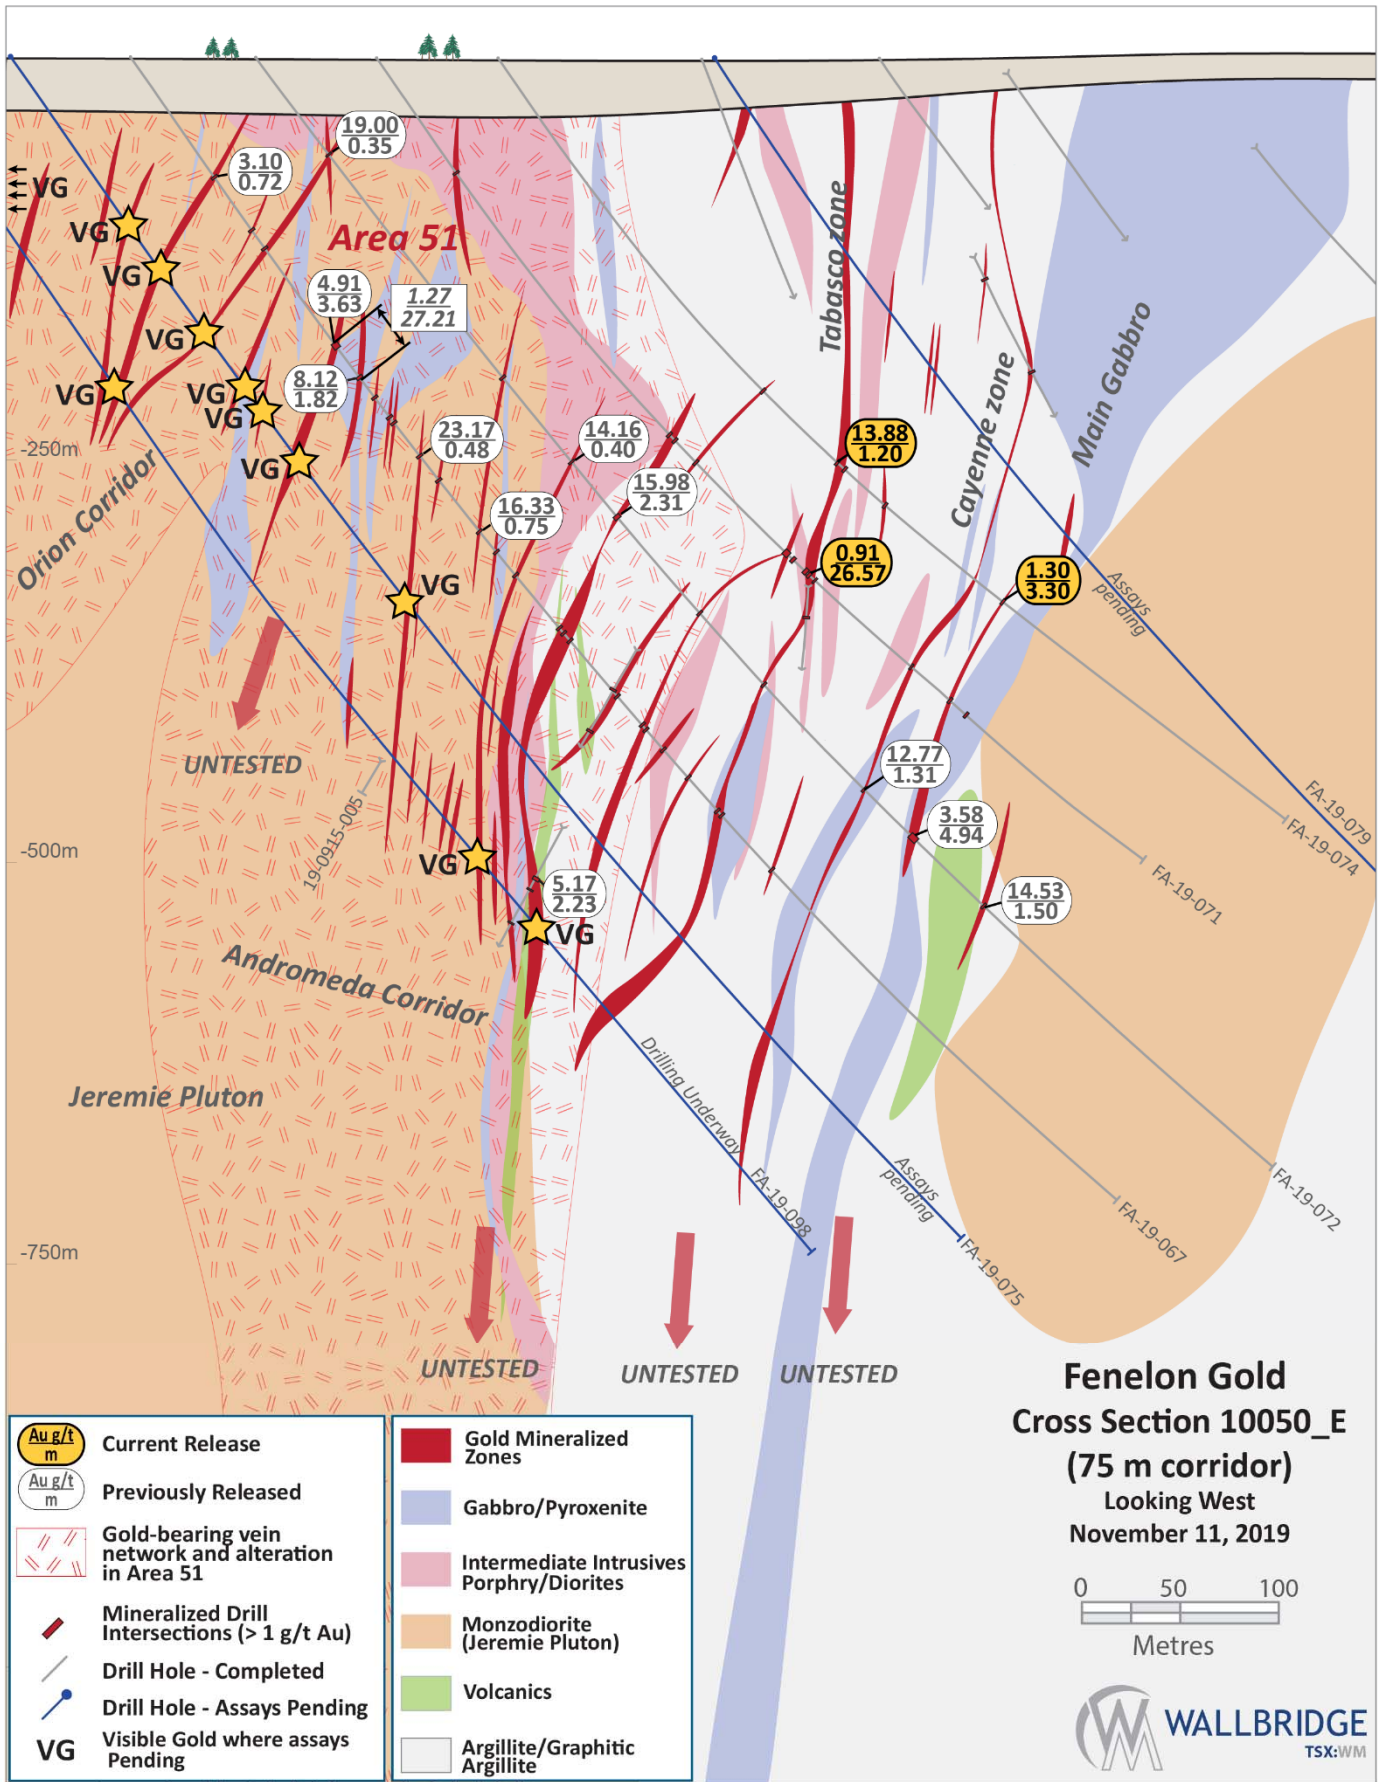 19.00
0.35
3.10
0.72
VG
VG
Area 51
VG
4.91
3.63
1.27
27.21
VG
VG
VG
VG
8.12
1.82
VG
-250m
23.17
0.48
14.16
0.40
15.98
2.31
16.33
0.75
Tabasco zone
13.88
1.20
Cayenne zone
Main Gabbro
0.91
26.57
1.30
3.30
Assays
pending
Orion Corridor
VG
UNTESTED
19-0915-005
12.77
1.31
3.58
4.94
FA-19-079
FA-19-074
-500m
VG
5.17
2.23
VG
14.53
1.50
FA-19-071
Andromeda Corridor
Jeremie Pluton
Drilling Underway
FA-19-098
Assays
pending
FA-19-075
FA-19-067
FA-19-072
-750m
UNTESTED
UNTESTED
UNTESTED
Fenelon Gold
Cross Section 10050_E
(75 m corridor)
Looking West
November 11, 2019
0 50 100
Metres
WALLBRIDGE
TSX:WM
Au g/t
m
Current Release
Au g/t
m
Previously Released
Gold-bearing vein
network and alteration
in Area 51
Mineralized Drill
Intersections (> 1 g/t Au)
Drill Hole - Completed
Drill Hole - Assays Pending
VG
Visible Gold where assays
Pending
Gold Mineralized
Zones
Gabbro/Pyroxenite
Intermediate Intrusives
Porphry/Diorites
Monzodiorite
(Jeremie Pluton)
Volcanics
Argillite/Graphitic
Argillite